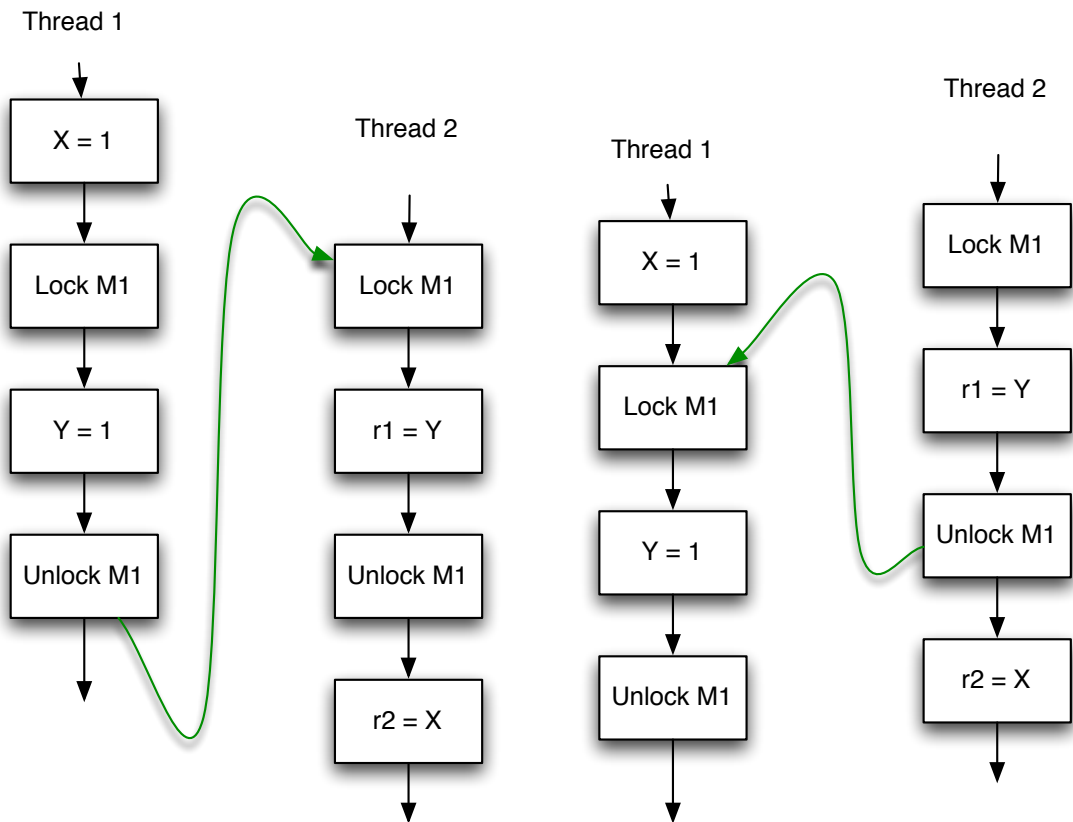 Thread 1
X = 1
Lock M1
Y = 1
Unlock M1
Thread 2
Lock M1
r1 = Y
Unlock M1
r2 = X
Thread 1
X = 1
Lock M1
Y = 1
Unlock M1
Thread 2
Lock M1
r1 = Y
Unlock M1
r2 = X